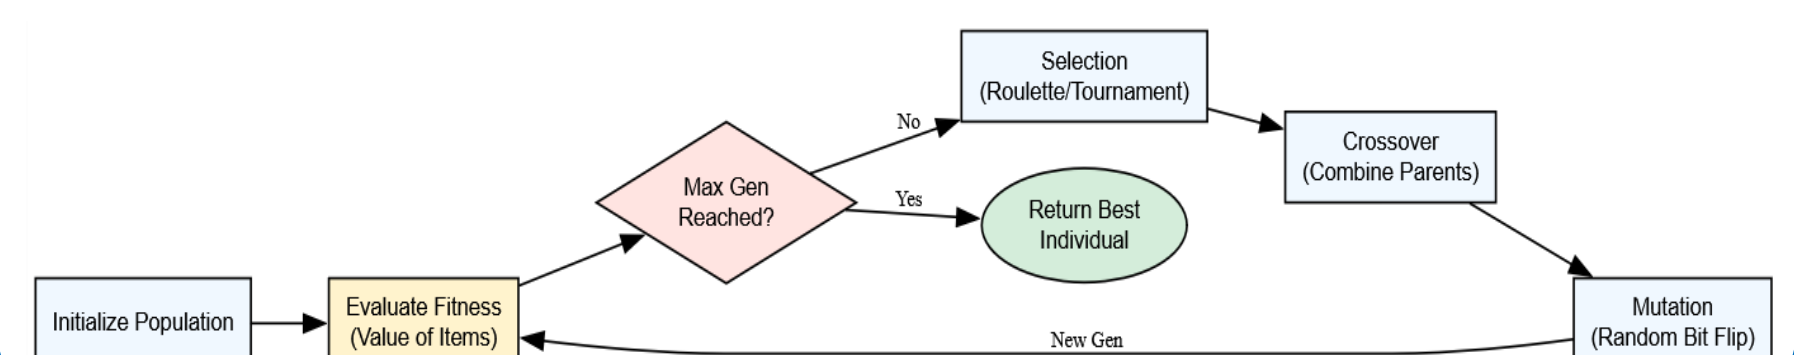 Selection
(Roulette/Tournament)
No
Crossover
(Combine Parents)
Max Gen
Reached?
Yes
Return Best
Individual
Initialize Population
Evaluate Fitness
(Value of Items)
New Gen
Mutation
(Random Bit Flip)